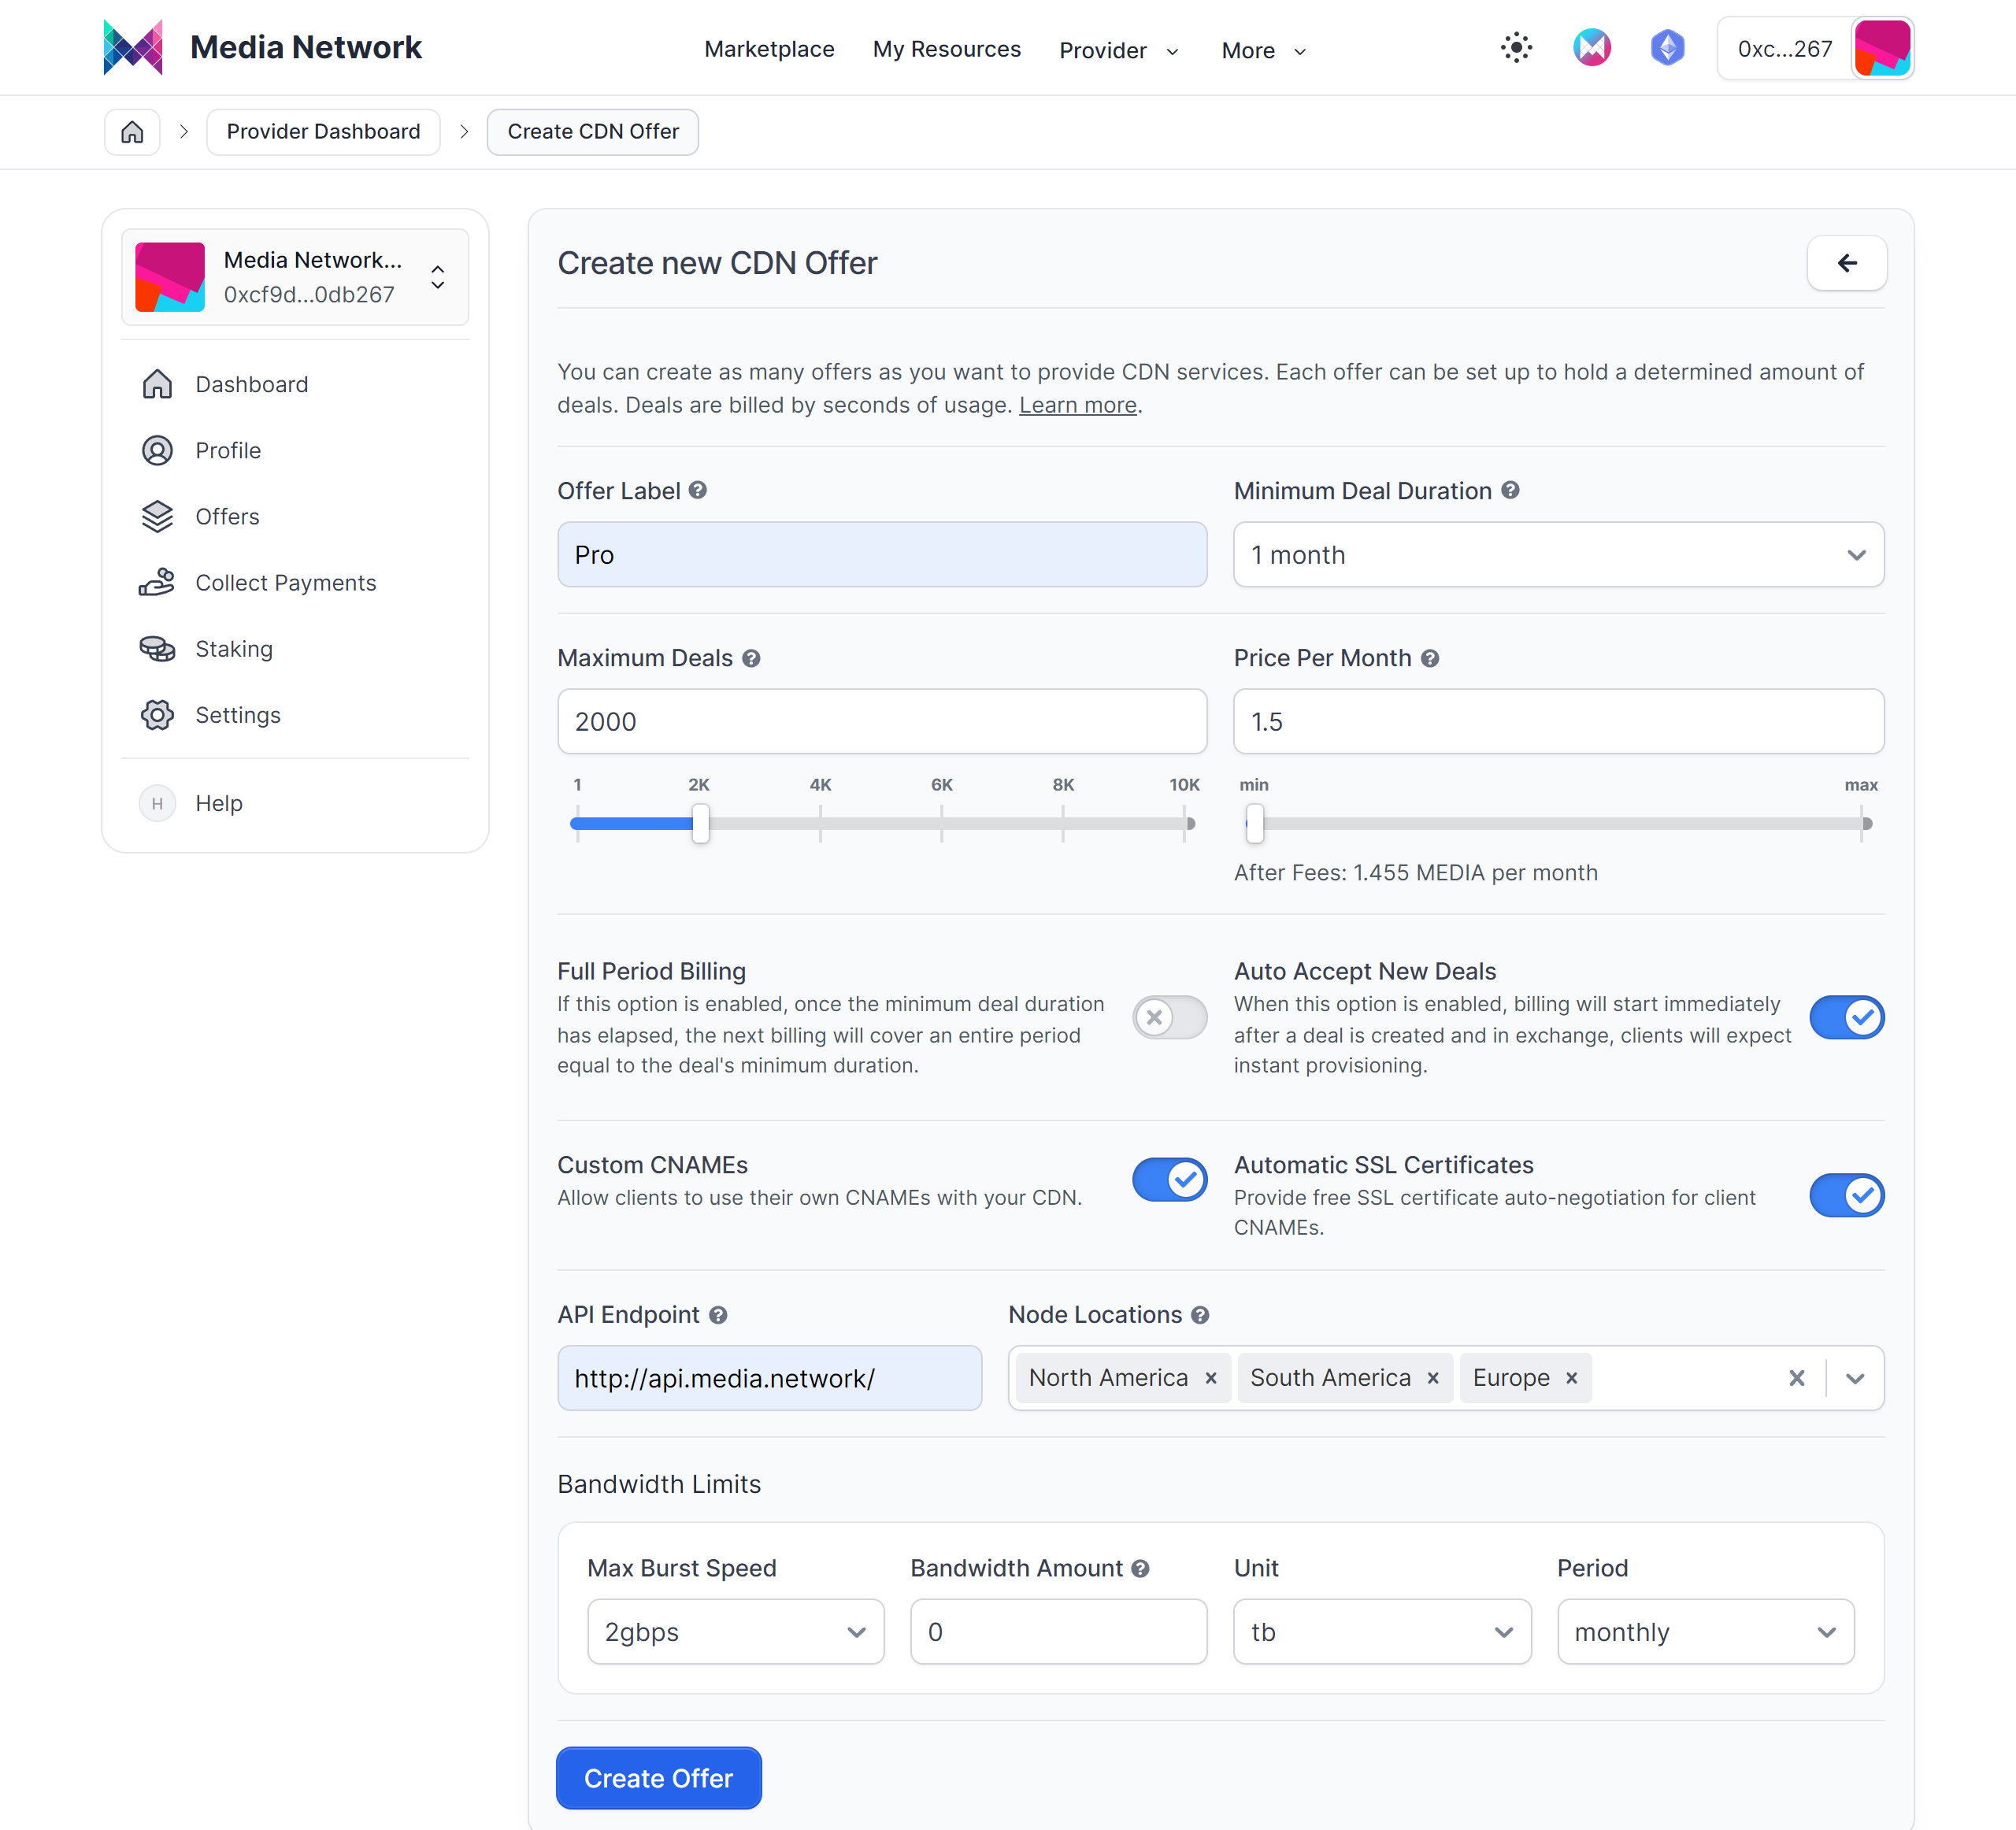 Media Network
Marketplace My Resources Provider More
0xc...267
Provider Dashboard Create CDN Offer
Media Network...
0xcf9d...0db267
Dashboard
Profile
Offers
Collect Payments
Staking
Settings
H Help
Create new CDN Offer
You can create as many offers as you want to provide CDN services. Each offer can be set up to hold a determined amount of
deals. Deals are billed by seconds of usage. Learn more.
Offer Label Minimum Deal Duration
Pro 1 month
Maximum Deals Price Per Month
2000 1.5
1 2K 4K 6K 8K 10K min max
After Fees: 1.455 MEDIA per month
Full Period Billing
If this option is enabled, once the minimum deal duration
has elapsed, the next billing will cover an entire period
equal to the deal's minimum duration.
Auto Accept New Deals
When this option is enabled, billing will start immediately
after a deal is created and in exchange, clients will expect
instant provisioning.
Custom CNAMEs
Allow clients to use their own CNAMEs with your CDN.
Automatic SSL Certificates
Provide free SSL certificate auto-negotiation for client
CNAMEs.
API Endpoint Node Locations
http://api.media.network/ North America South America Europe
Bandwidth Limits
Max Burst Speed Bandwidth Amount Unit Period
2gbps 0 tb monthly
Create Offer